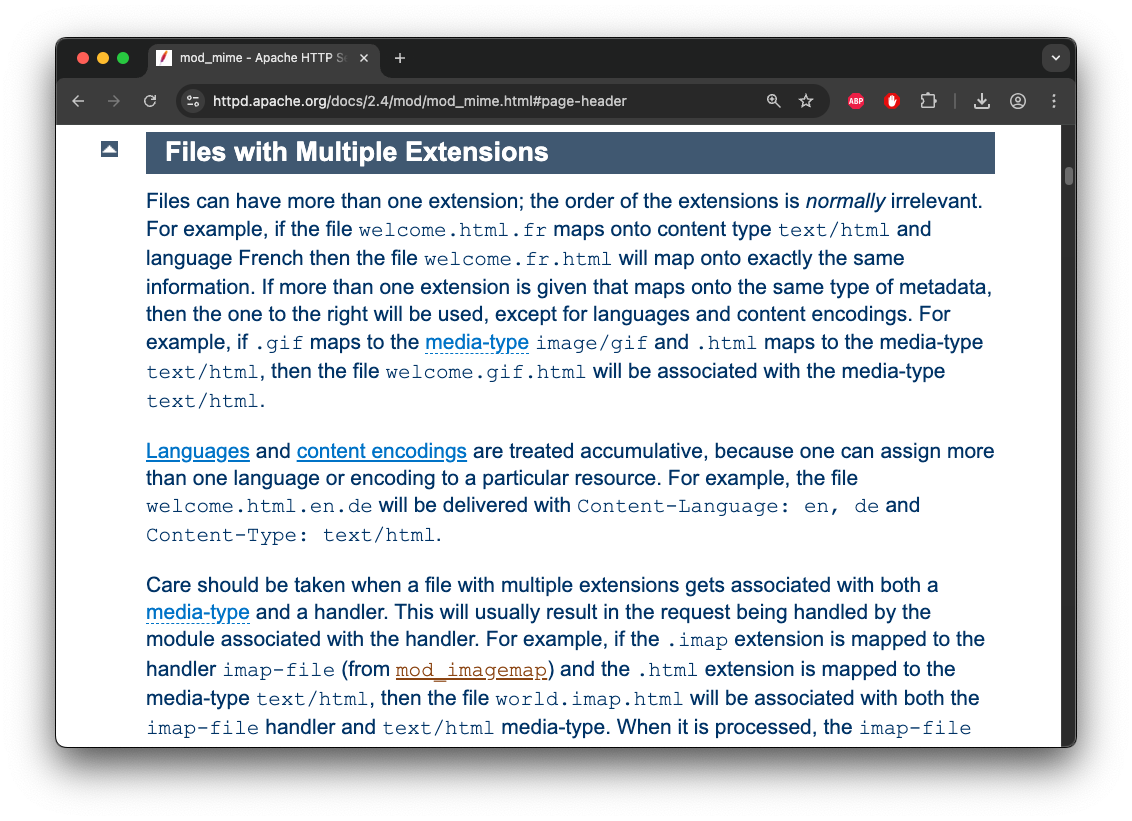 mod_mime - Apache HTTP S
httpd.apache.org/docs/2.4/mod/mod_mime.html#page-header
ABP
Files with Multiple Extensions
Files can have more than one extension; the order of the extensions is normally irrelevant.
For example, if the file welcome.html.fr maps onto content type text/html and
language French then the file welcome.fr.html will map onto exactly the same
information. If more than one extension is given that maps onto the same type of metadata,
then the one to the right will be used, except for languages and content encodings. For
example, if .gif maps to the media-type image/gif and .html maps to the media-type
text/html, then the file welcome.gif.html will be associated with the media-type
text/html.
Languages and content encodings are treated accumulative, because one can assign more
than one language or encoding to a particular resource. For example, the file
welcome.html.en.de will be delivered with Content-Language: en, de and
Content-Type: text/html.
Care should be taken when a file with multiple extensions gets associated with both a
media-type and a handler. This will usually result in the request being handled by the
module associated with the handler. For example, if the .imap extension is mapped to the
handler imap-file (from mod_imagemap) and the .html extension is mapped to the
media-type text/html, then the file world.imap.html will be associated with both the
imap-file handler and text/html media-type. When it is processed, the imap-file